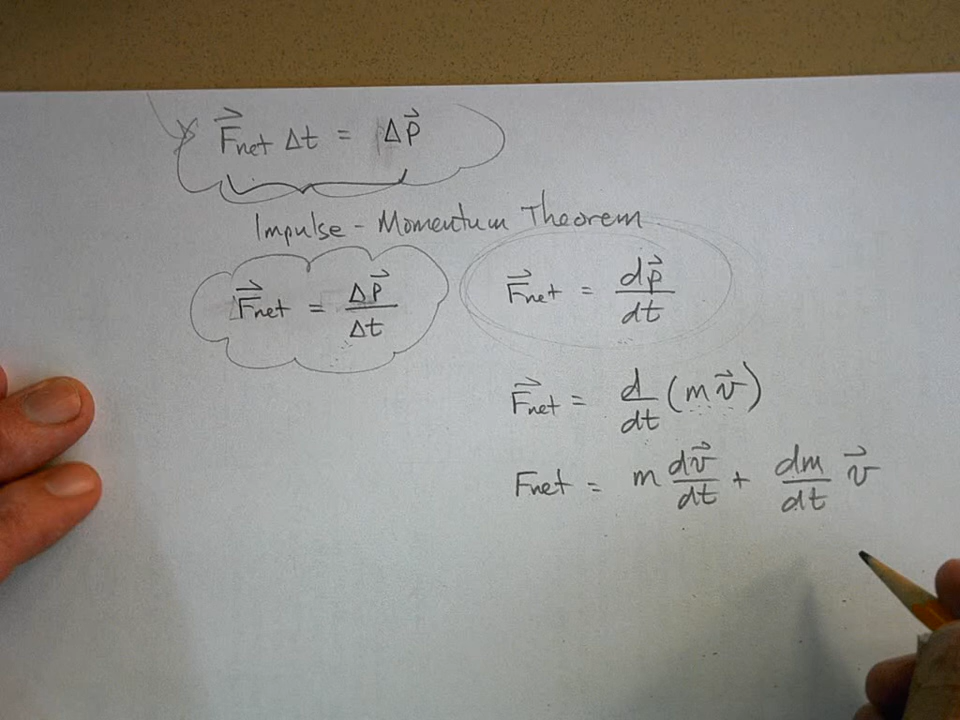 F⃗net Δt = Δp⃗
Impulse - Momentum Theorem
F⃗net = Δp⃗/Δt
F⃗net = dp⃗/dt
F⃗net = d/dt (mv⃗)
Fnet = m dv⃗/dt + dm/dt v⃗